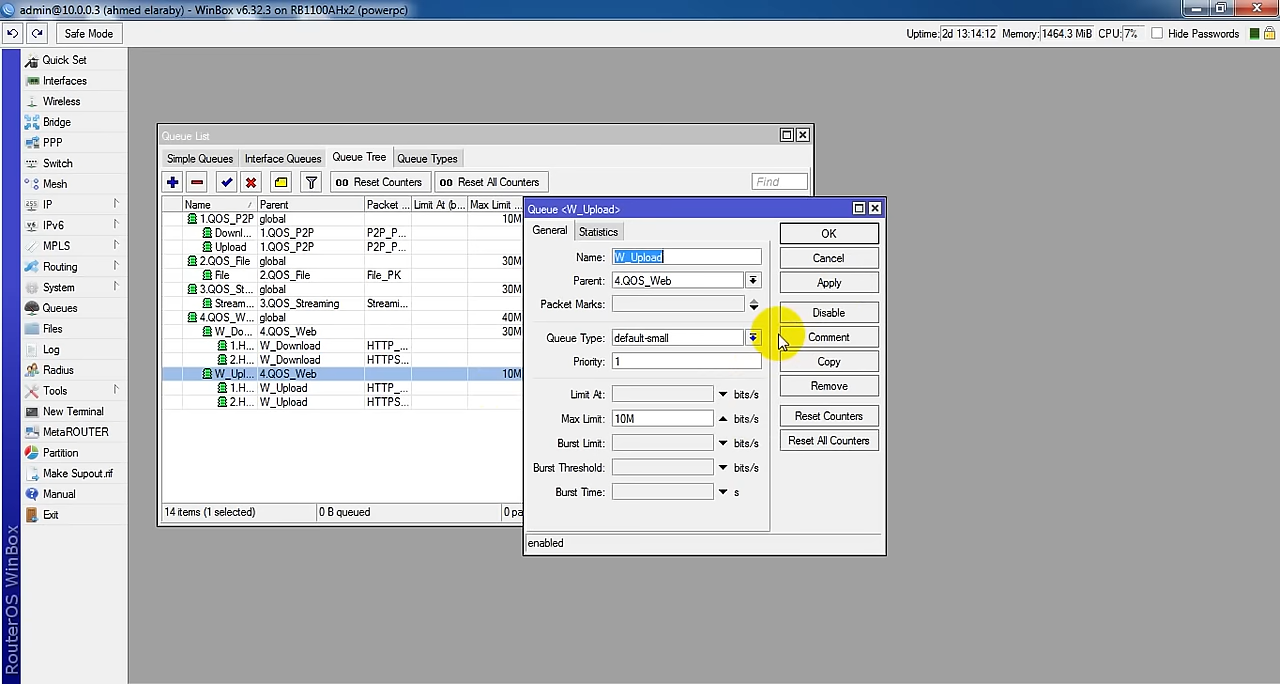 admin@10.0.0.3 (ahmed elaraby) - WinBox v6.32.3 on RB1100AHx2 (powerpc)
Safe Mode
Uptime: 2d 13:14:12 Memory: 1464.3 MiB CPU: 7% Hide Passwords
Quick Set
Interfaces
Wireless
Bridge
PPP
Switch
Mesh
IP
IPv6
MPLS
Routing
System
Queues
Files
Log
Radius
Tools
New Terminal
MetaROUTER
Partition
Make Supout.rif
Manual
Exit
RouterOS WinBox
Queue List
Simple Queues Interface Queues Queue Tree Queue Types
00 Reset Counters 00 Reset All Counters Find
Name / Parent Packet ... Limit At (b... Max Limit ...
1.QOS_P2P global 10M
Downl... 1.QOS_P2P P2P_P...
Upload 1.QOS_P2P P2P_P...
2.QOS_File global 30M
File 2.QOS_File File_PK
3.QOS_St... global 30M
Stream... 3.QOS_Streaming Streami...
4.QOS_W... global 40M
W_Do... 4.QOS_Web 30M
1.H... W_Download HTTP_...
2.H... W_Download HTTPS...
W_Upl... 4.QOS_Web 10M
1.H... W_Upload HTTP_...
2.H... W_Upload HTTPS...
14 items (1 selected) 0 B queued 0 pa
Queue <W_Upload>
General Statistics
Name: W_Upload
Parent: 4.QOS_Web
Packet Marks:
Queue Type: default-small
Priority: 1
Limit At: bits/s
Max Limit: 10M bits/s
Burst Limit: bits/s
Burst Threshold: bits/s
Burst Time: s
enabled
OK
Cancel
Apply
Disable
Comment
Copy
Remove
Reset Counters
Reset All Counters